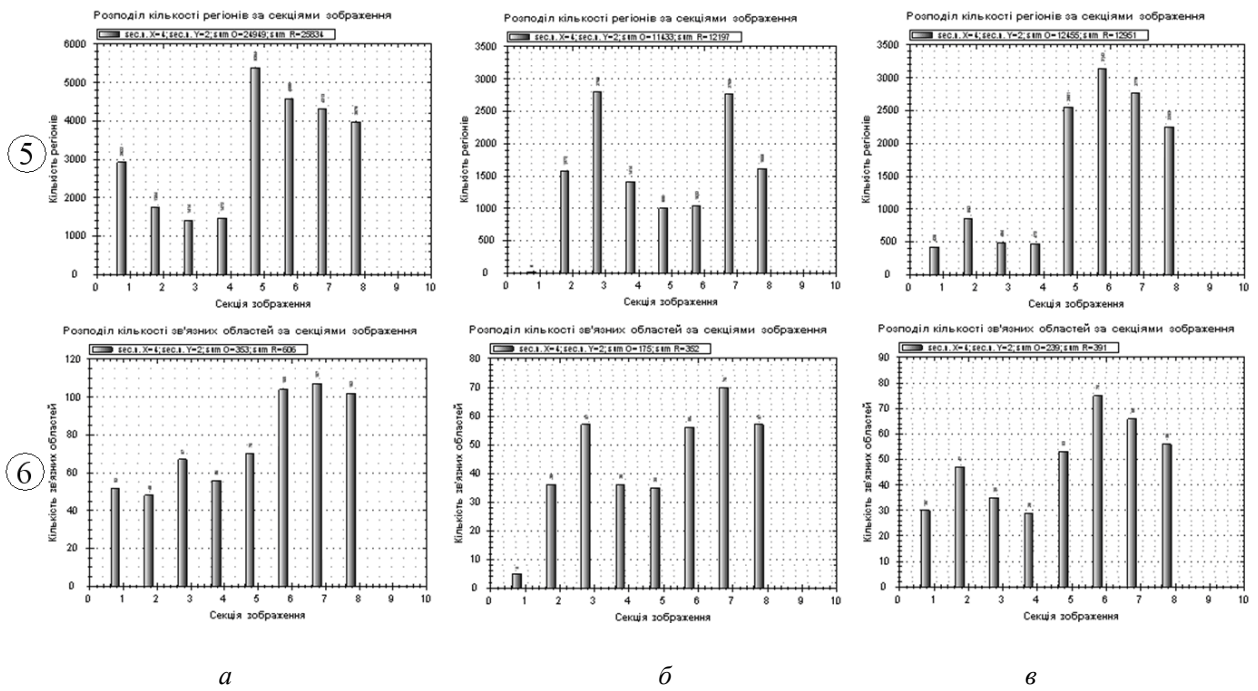 Розподіл кількості регіонів за секціями зображення
sec.n. X=4;sec.n. Y=2;sum O=24949;sum R=25834
Кількість регіонів
6000
5000
4000
3000
2000
1000
0
0 1 2 3 4 5 6 7 8 9 10
Секція зображення
Розподіл кількості регіонів за секціями зображення
sec.n. X=4;sec.n. Y=2;sum O=11433;sum R=12197
Кількість регіонів
3500
3000
2500
2000
1500
1000
500
0
0 1 2 3 4 5 6 7 8 9 10
Секція зображення
Розподіл кількості регіонів за секціями зображення
sec.n. X=4;sec.n. Y=2;sum O=12455;sum R=12951
Кількість регіонів
3500
3000
2500
2000
1500
1000
500
0
0 1 2 3 4 5 6 7 8 9 10
Секція зображення
5
Розподіл кількості зв'язних областей за секціями зображення
sec.n. X=4;sec.n. Y=2;sum O=353;sum R=606
Кількість зв'язних областей
120
100
80
60
40
20
0
0 1 2 3 4 5 6 7 8 9 10
Секція зображення
Розподіл кількості зв'язних областей за секціями зображення
sec.n. X=4;sec.n. Y=2;sum O=175;sum R=352
Кількість зв'язних областей
80
70
60
50
40
30
20
10
0
0 1 2 3 4 5 6 7 8 9 10
Секція зображення
Розподіл кількості зв'язних областей за секціями зображення
sec.n. X=4;sec.n. Y=2;sum O=239;sum R=391
Кількість зв'язних областей
90
80
70
60
50
40
30
20
10
0
0 1 2 3 4 5 6 7 8 9 10
Секція зображення
6
а б в